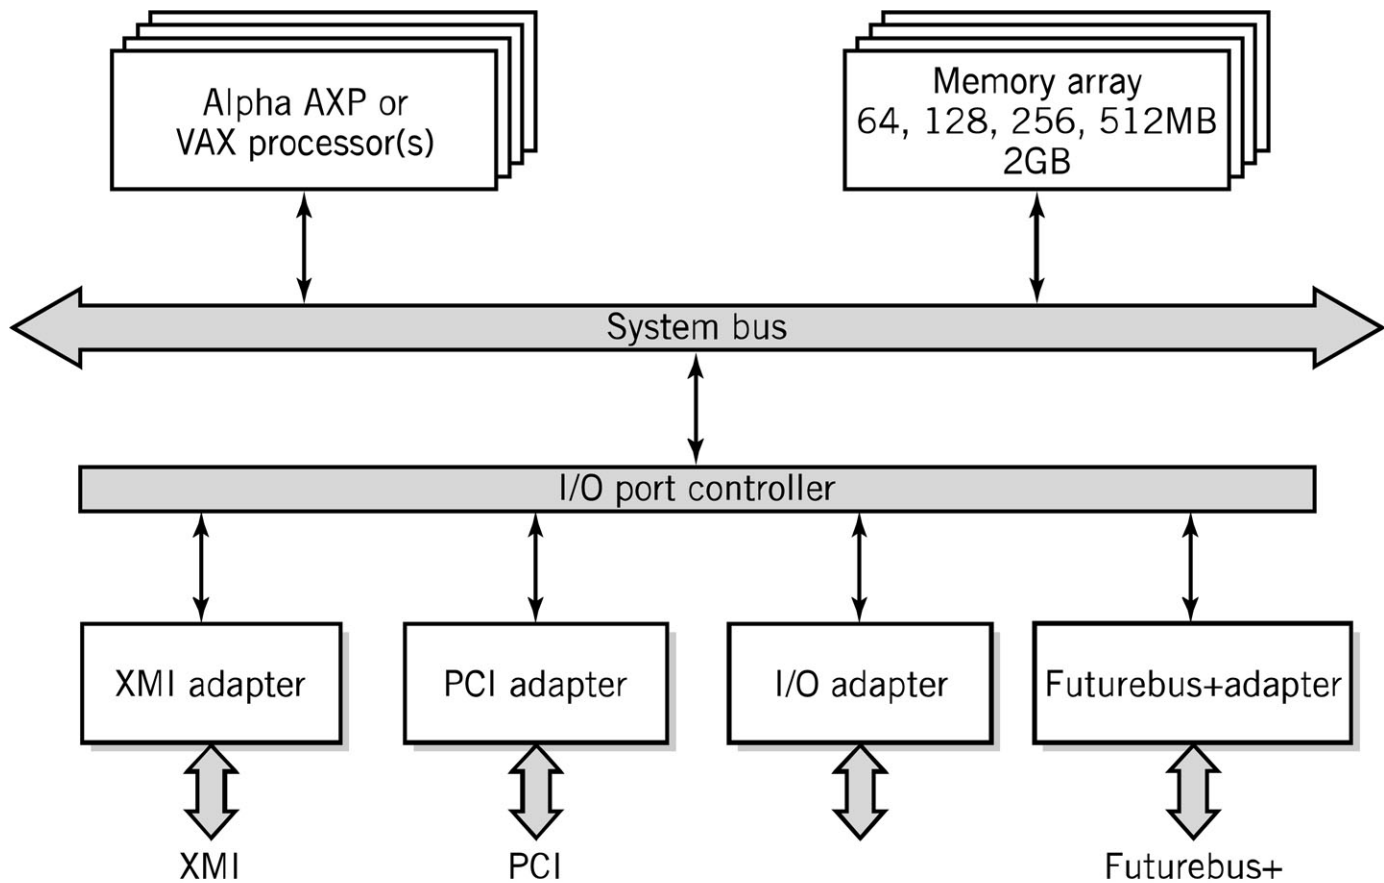 Alpha AXP or
VAX processor(s)
Memory array
64, 128, 256, 512MB
2GB
System bus
I/O port controller
XMI adapter
PCI adapter
I/O adapter
Futurebus+adapter
XMI
PCI
Futurebus+